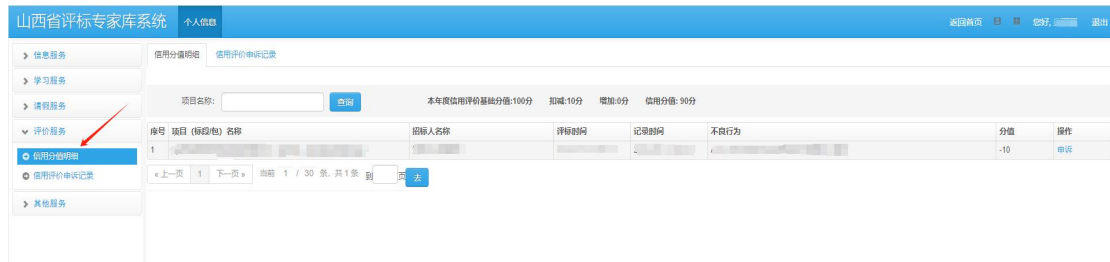 山西省评标专家库系统 个人信息 返回首页 您好, 退出
信息服务
学习服务
请假服务
评价服务
信用分值明细
信用评价申诉记录
其他服务
信用分值明细 信用评价申诉记录
项目名称: 查询 本年度信用评价基础分值:100分 扣减:10分 增加:0分 信用分值: 90分
序号 项目（标段/包）名称 招标人名称 评标时间 记录时间 不良行为 分值 操作
1 -10 申诉
« 上一页 1 下一页 » 当前 1 / 30 条, 共 1 条 到 页 去